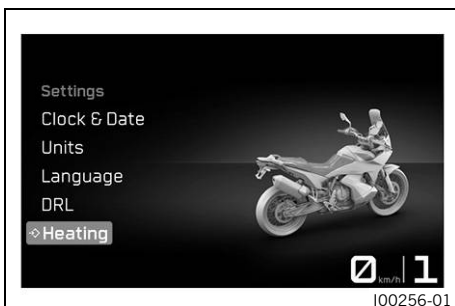 Settings
Clock & Date
Units
Language
DRL
Heating
0 km/h 1
I00256-01